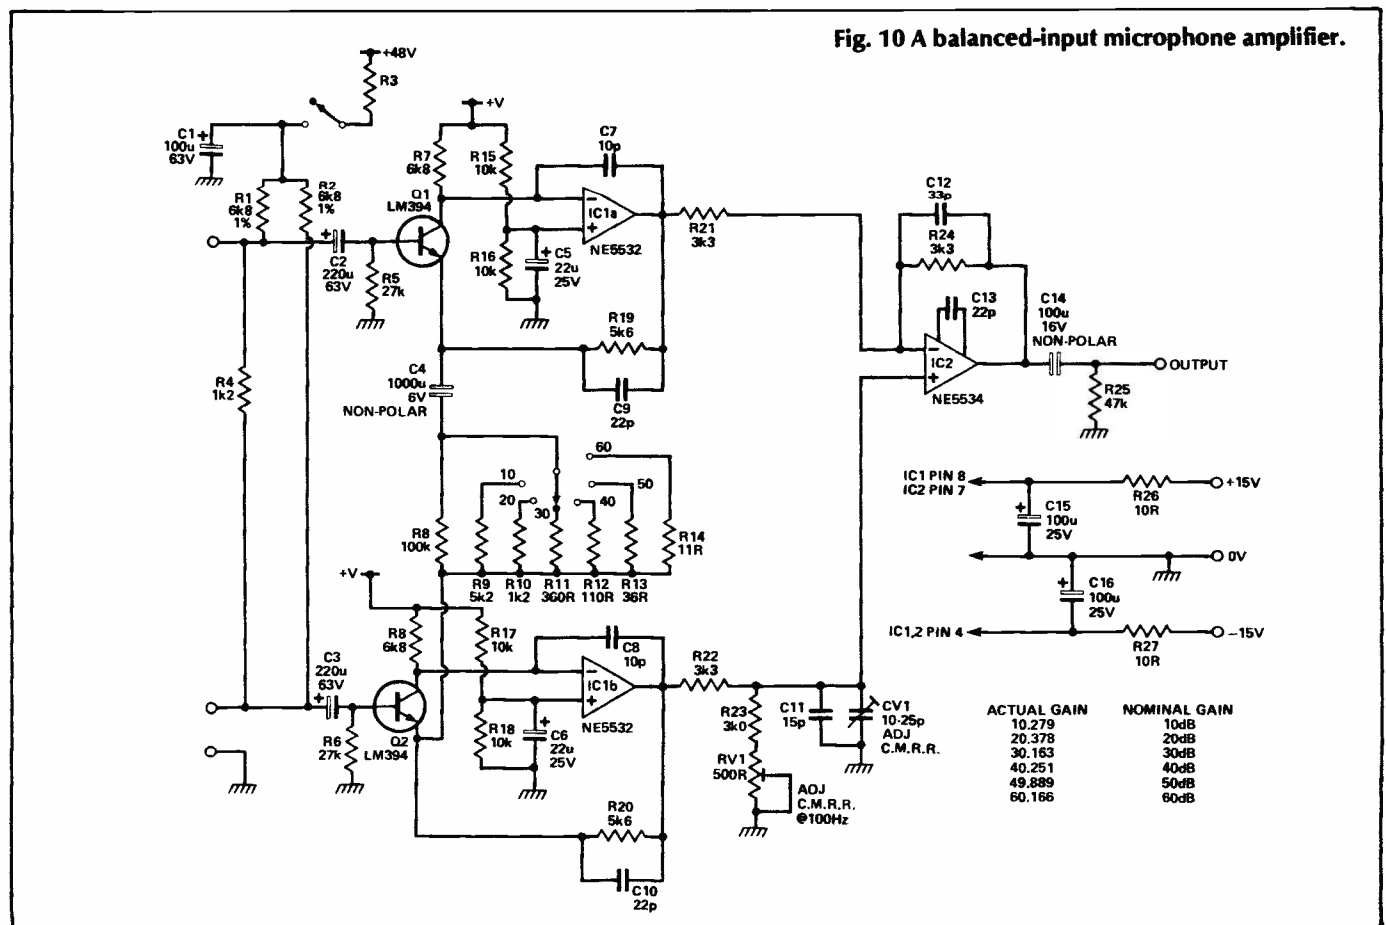 Fig. 10 A balanced-input microphone amplifier.
+48V
R3
+V
C1 +
100u
63V
R1
6k8
1%
R2
6k8
1%
R7
6k8
R15
10k
C7
10p
Q1
LM394
−
IC1a
+
NE5532
R21
3k3
+
C2
220u
63V
R5
27k
R16
10k
+
C5
22u
25V
C12
33p
R24
3k3
C13
22p
C14
100u
16V
NON-POLAR
R19
5k6
−
IC2
+
NE5534
OUTPUT
R25
47k
R4
1k2
C4
1000u
6V
NON-POLAR
C9
22p
60
10
50
20
30
40
R8
100k
R9
5k2
R10
1k2
R11
360R
R12
110R
R13
36R
R14
11R
IC1 PIN 8
IC2 PIN 7
R26
10R
+15V
+
C15
100u
25V
0V
+
C16
100u
25V
IC1,2 PIN 4
R27
10R
−15V
+V
R8
6k8
R17
10k
C8
10p
−
IC1b
+
NE5532
R22
3k3
C3
220u
63V
+
R6
27k
Q2
LM394
R18
10k
+
C6
22u
25V
R23
3k0
C11
15p
CV1
10-25p
ADJ
C.M.R.R.
RV1
500R
AOJ
C.M.R.R.
@100Hz
R20
5k6
C10
22p
ACTUAL GAIN NOMINAL GAIN
10.279 10dB
20.378 20dB
30.163 30dB
40.251 40dB
49.889 50dB
60.166 60dB